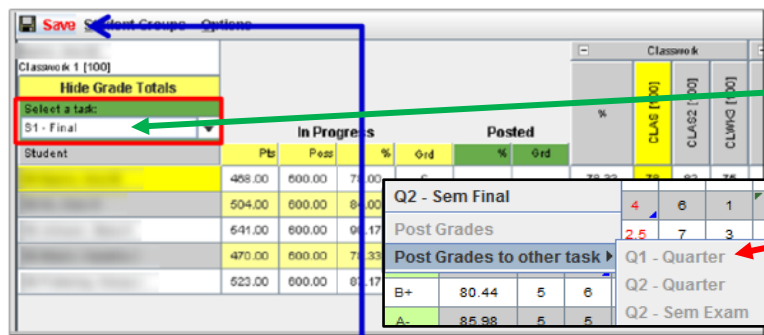 Save Student Groups Options
Classwork 1 [100]
Classwork
Hide Grade Totals
Select a task:
S1 - Final
In Progress Posted % CLAS [100] CLAS2 [100] CLWK3 [100]
Student Pts Poss % Grd % Grd
468.00 600.00 78.00
504.00 600.00 84.00
541.00 600.00
470.00 600.00
523.00 600.00
Q2 - Sem Final
4 6 1
Post Grades
2.5 7 3
Post Grades to other task
Q1 - Quarter
B+ 80.44 5 6
Q2 - Quarter
A- 85.98 5 5
Q2 - Sem Exam